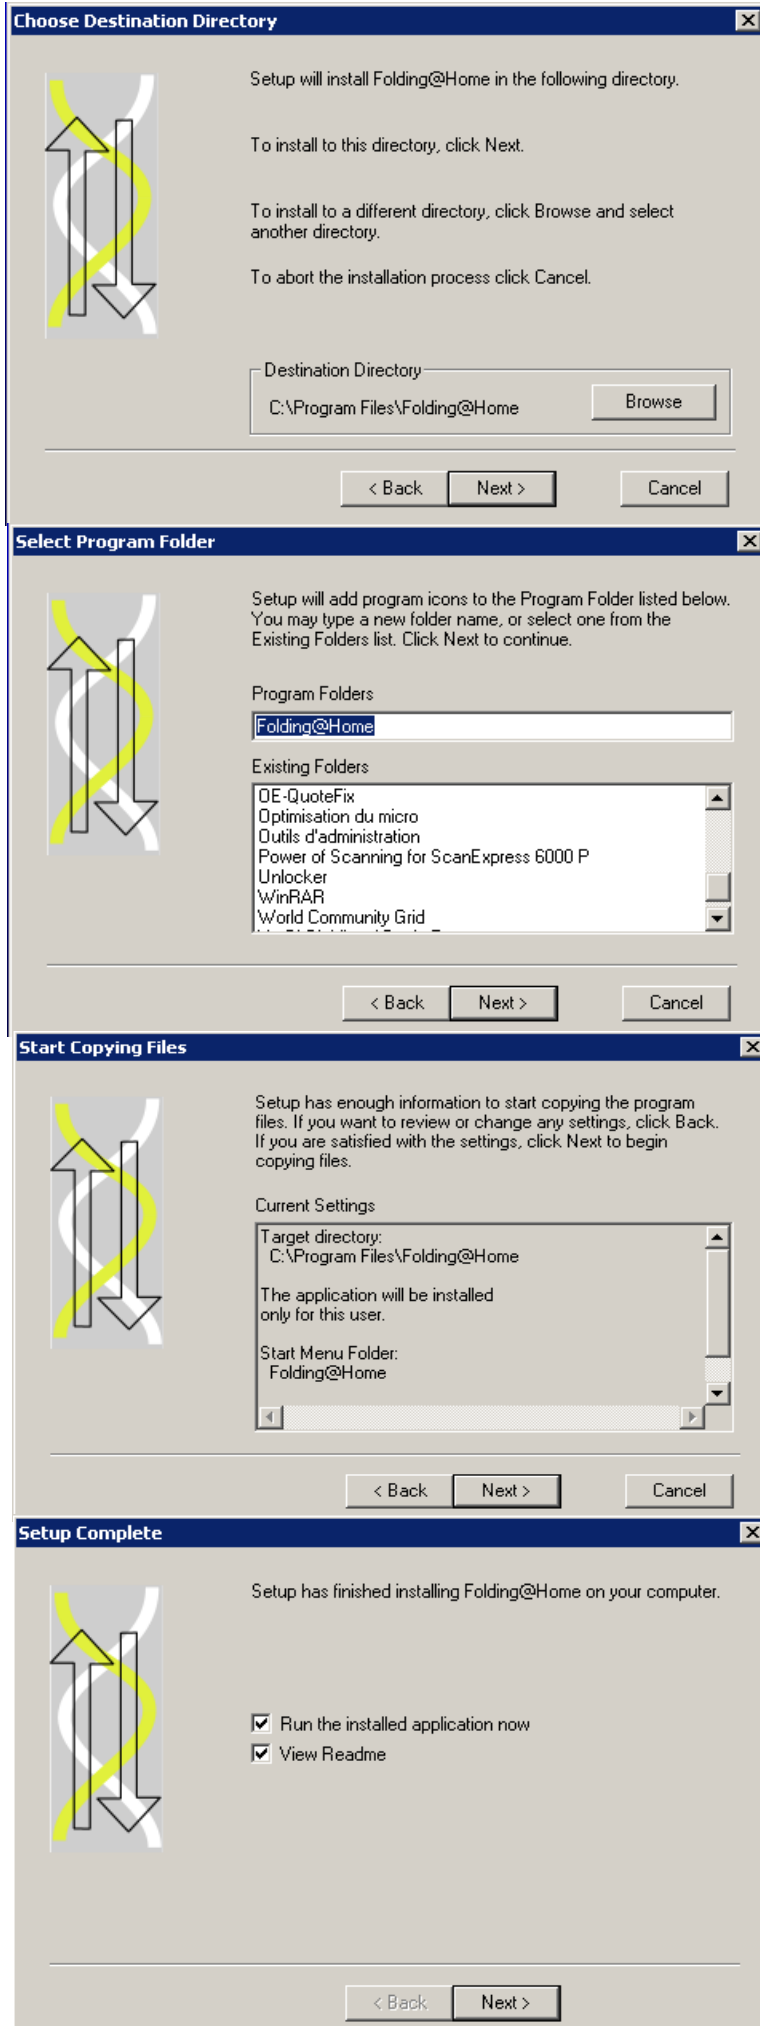 Choose Destination Directory
Setup will install Folding@Home in the following directory.
To install to this directory, click Next.
To install to a different directory, click Browse and select
another directory.
To abort the installation process click Cancel.
Destination Directory
C:\Program Files\Folding@Home
Browse
< Back
Next >
Cancel
Select Program Folder
Setup will add program icons to the Program Folder listed below.
You may type a new folder name, or select one from the
Existing Folders list. Click Next to continue.
Program Folders
Folding@Home
Existing Folders
OE-QuoteFix
Optimisation du micro
Outils d'administration
Power of Scanning for ScanExpress 6000 P
Unlocker
WinRAR
World Community Grid
< Back
Next >
Cancel
Start Copying Files
Setup has enough information to start copying the program
files. If you want to review or change any settings, click Back.
If you are satisfied with the settings, click Next to begin
copying files.
Current Settings
Target directory:
C:\Program Files\Folding@Home
The application will be installed
only for this user.
Start Menu Folder:
Folding@Home
< Back
Next >
Cancel
Setup Complete
Setup has finished installing Folding@Home on your computer.
Run the installed application now
View Readme
< Back
Next >